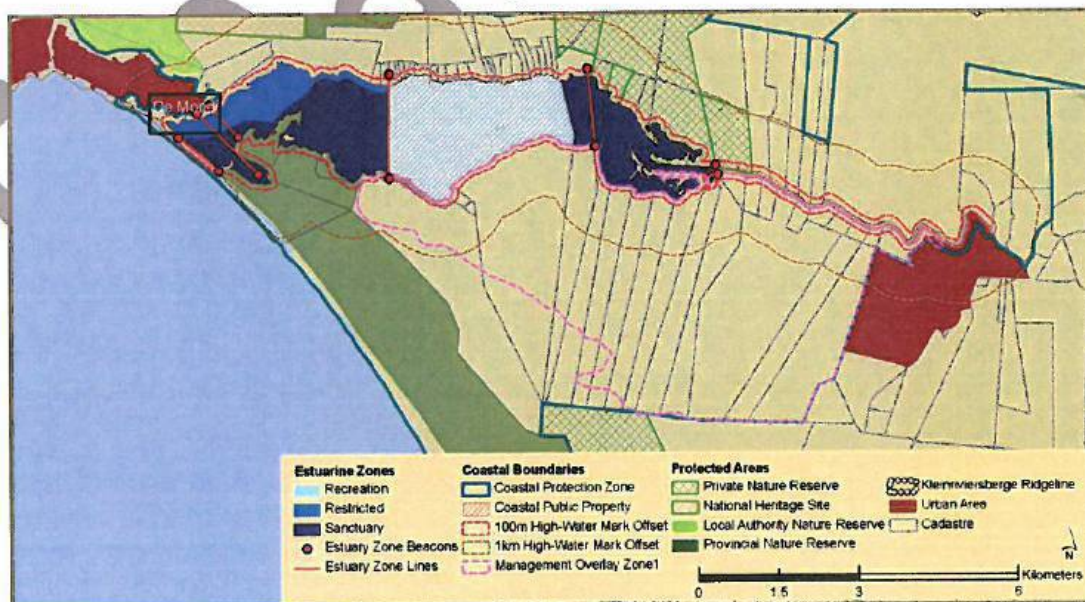 De Mond
Estuarine Zones
Recreation
Restricted
Sanctuary
Estuary Zone Beacons
Estuary Zone Lines
Coastal Boundaries
Coastal Protection Zone
Coastal Public Property
100m High-Water Mark Offset
1km High-Water Mark Offset
Management Overlay Zone1
Protected Areas
Private Nature Reserve
National Heritage Site
Local Authority Nature Reserve
Provincial Nature Reserve
Kleinriviersberge Ridgeline
Urban Area
Cadastre
N
Kilometers
0 1.5 3 6